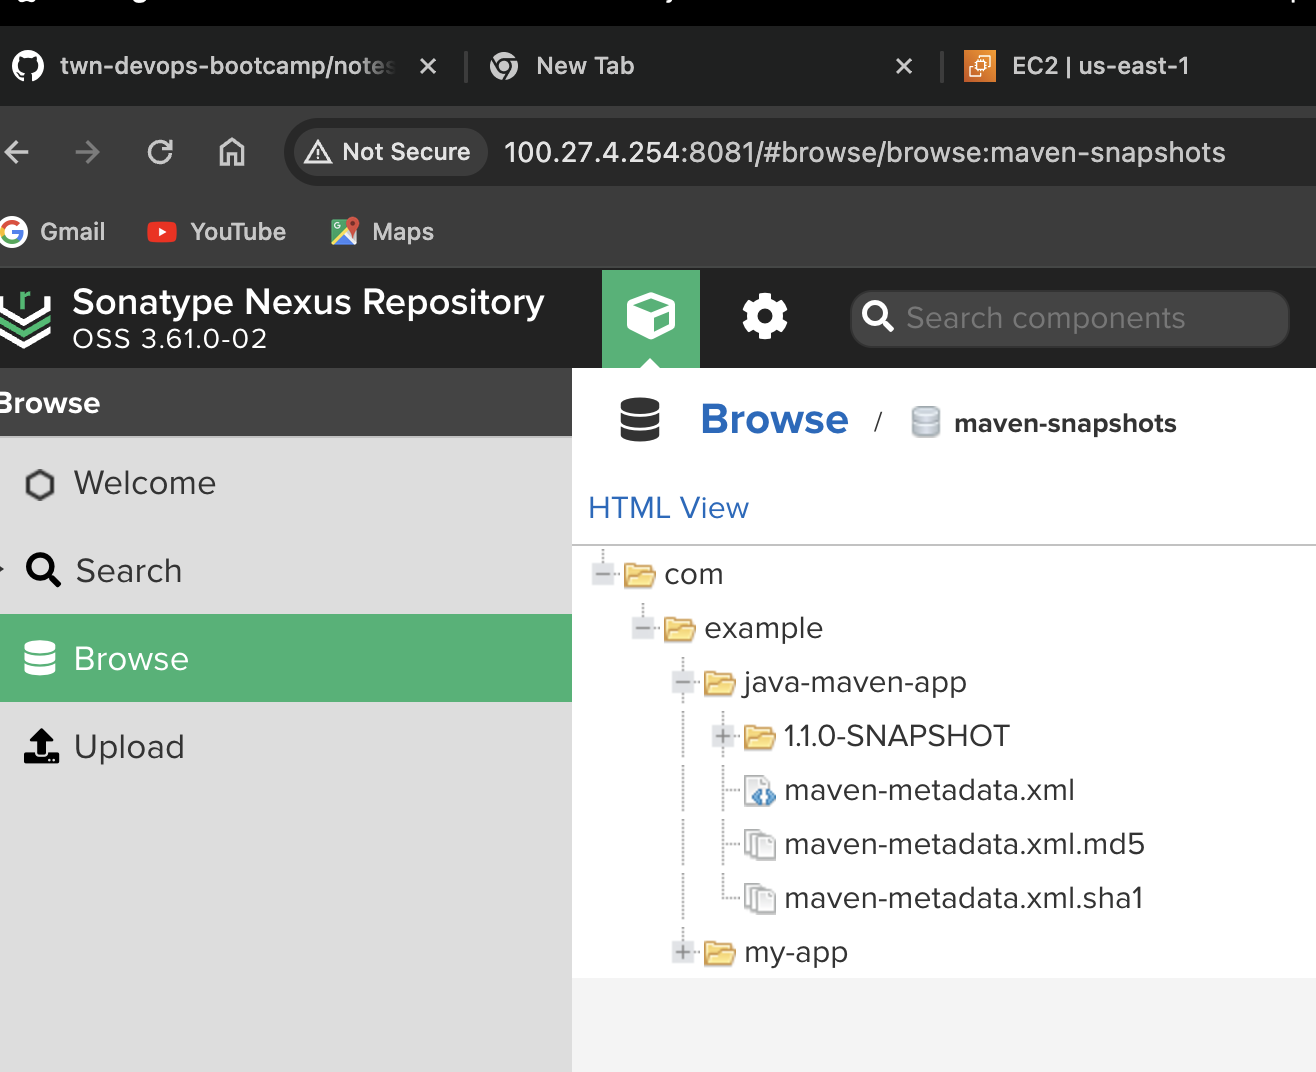 twn-devops-bootcamp/notes
New Tab
EC2 | us-east-1
Not Secure
100.27.4.254:8081/#browse/browse:maven-snapshots
Gmail
YouTube
Maps
Sonatype Nexus Repository
OSS 3.61.0-02
Search components
Browse
Browse / maven-snapshots
Welcome
Search
Browse
Upload
HTML View
com
example
java-maven-app
1.1.0-SNAPSHOT
maven-metadata.xml
maven-metadata.xml.md5
maven-metadata.xml.sha1
my-app